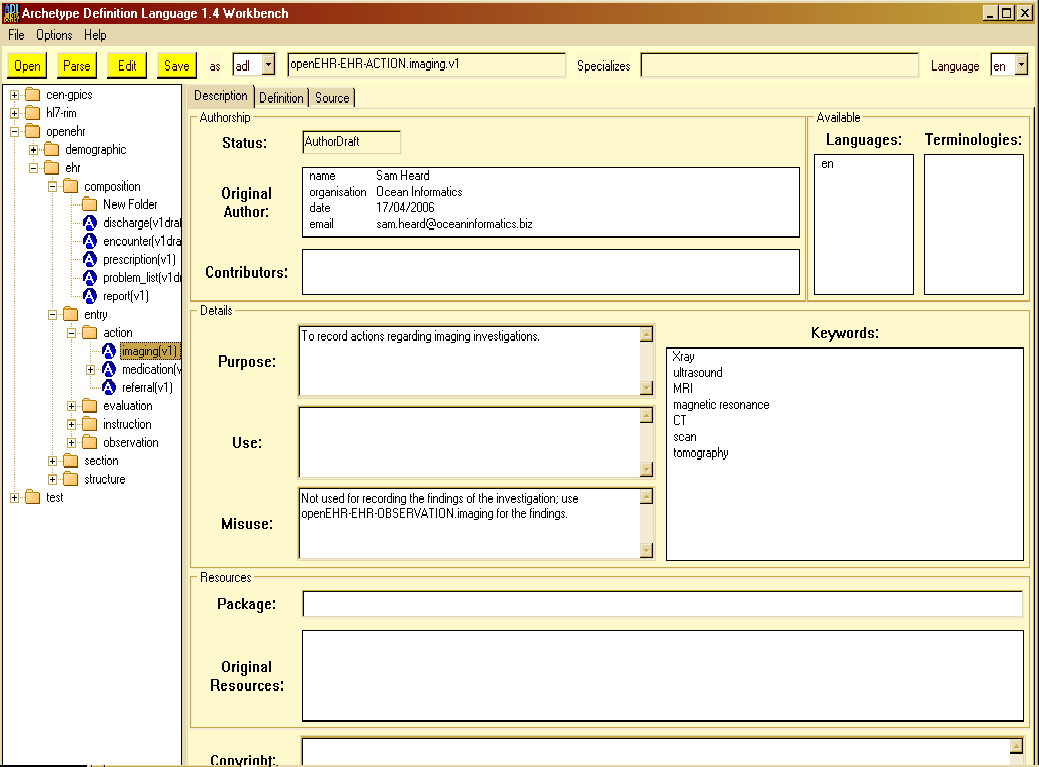 Archetype Definition Language 1.4 Workbench
File Options Help
Open Parse Edit Save as adl openEHR-EHR-ACTION.imaging.v1 Specializes Language en
cen-gpics
hl7-rim
openehr
demographic
ehr
composition
New Folder
discharge(v1dra
encounter(v1dra
prescription(v1)
problem_list(v1d
report(v1)
entry
action
imaging(v1)
medication(v
referral(v1)
evaluation
instruction
observation
section
structure
test
Description Definition Source
Authorship
Status: AuthorDraft
Original Author:
name Sam Heard
organisation Ocean Informatics
date 17/04/2006
email sam.heard@oceaninformatics.biz
Contributors:
Available
Languages: Terminologies:
en
Details
Purpose:
To record actions regarding imaging investigations.
Use:
Misuse:
Not used for recording the findings of the investigation; use
openEHR-EHR-OBSERVATION.imaging for the findings.
Keywords:
Xray
ultrasound
MRI
magnetic resonance
CT
scan
tomography
Resources
Package:
Original
Resources:
Copyright: